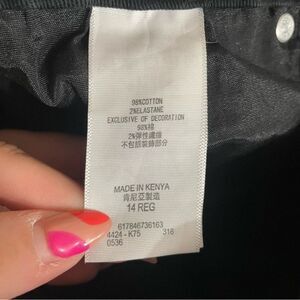 98%COTTON
2%ELASTANE
EXCLUSIVE OF DECORATION
98%棉
2%彈性纖維
不包括裝飾部分
MADE IN KENYA
肯尼亞製造
14 REG
617846736163
4424 - K75 318
0536